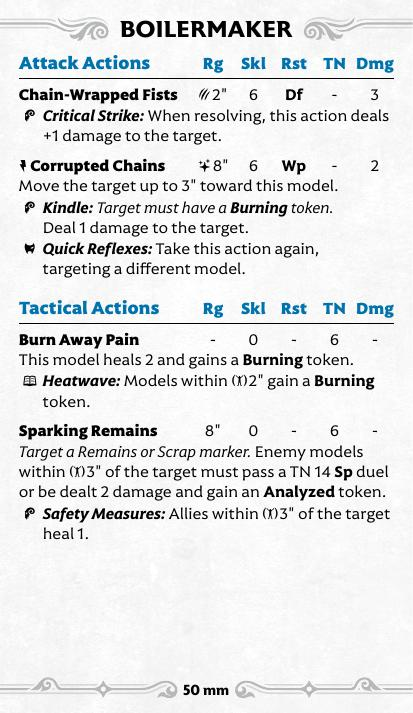 BOILERMAKER
Attack Actions Rg Skl Rst TN Dmg
Chain-Wrapped Fists 2" 6 Df - 3
Critical Strike: When resolving, this action deals
+1 damage to the target.
Corrupted Chains 8" 6 Wp - 2
Move the target up to 3" toward this model.
Kindle: Target must have a Burning token.
Deal 1 damage to the target.
Quick Reflexes: Take this action again,
targeting a different model.
Tactical Actions Rg Skl Rst TN Dmg
Burn Away Pain - 0 - 6 -
This model heals 2 and gains a Burning token.
Heatwave: Models within 2" gain a Burning
token.
Sparking Remains 8" 0 - 6 -
Target a Remains or Scrap marker. Enemy models
within 3" of the target must pass a TN 14 Sp duel
or be dealt 2 damage and gain an Analyzed token.
Safety Measures: Allies within 3" of the target
heal 1.
50 mm